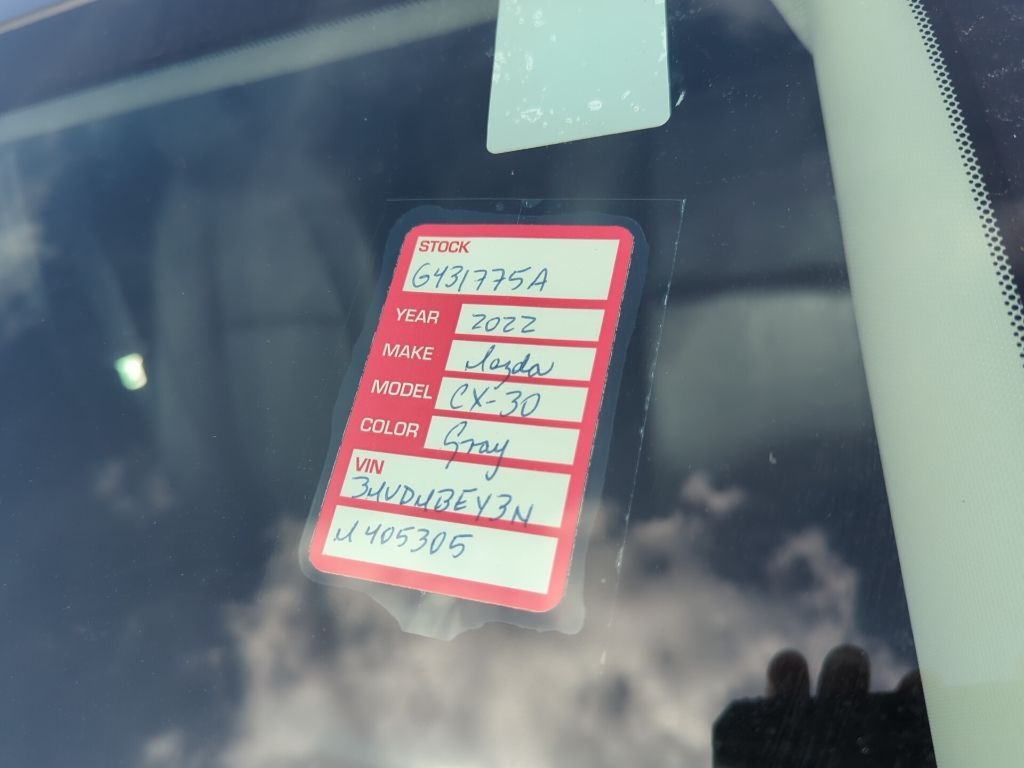 STOCK
G431775A
YEAR 2022
MAKE Mazda
MODEL CX-30
COLOR Gray
VIN
3MVDMBEY3N
M405305